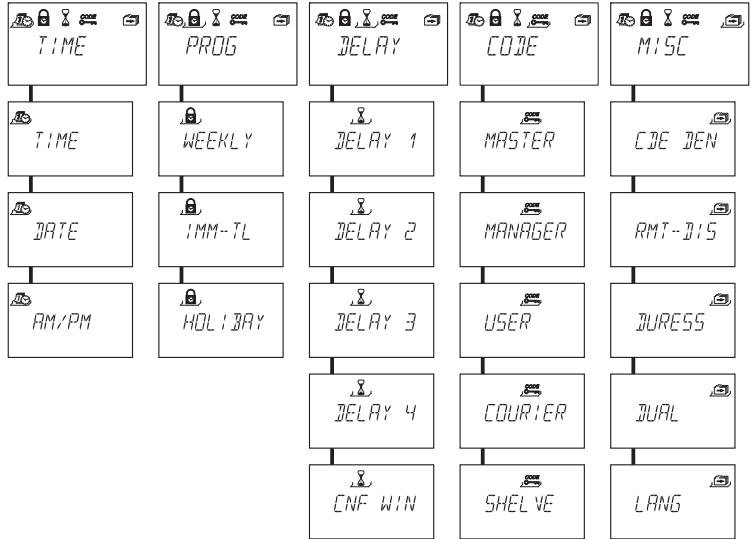 TIME
PROG
DELAY
CODE
MISC
TIME
WEEKLY
DELAY 1
MASTER
CDE DEN
DATE
IMM-TL
DELAY 2
MANAGER
RMT-DIS
AM/PM
HOLIDAY
DELAY 3
USER
DURESS
DELAY 4
COURIER
DUAL
CNF WIN
SHELVE
LANG